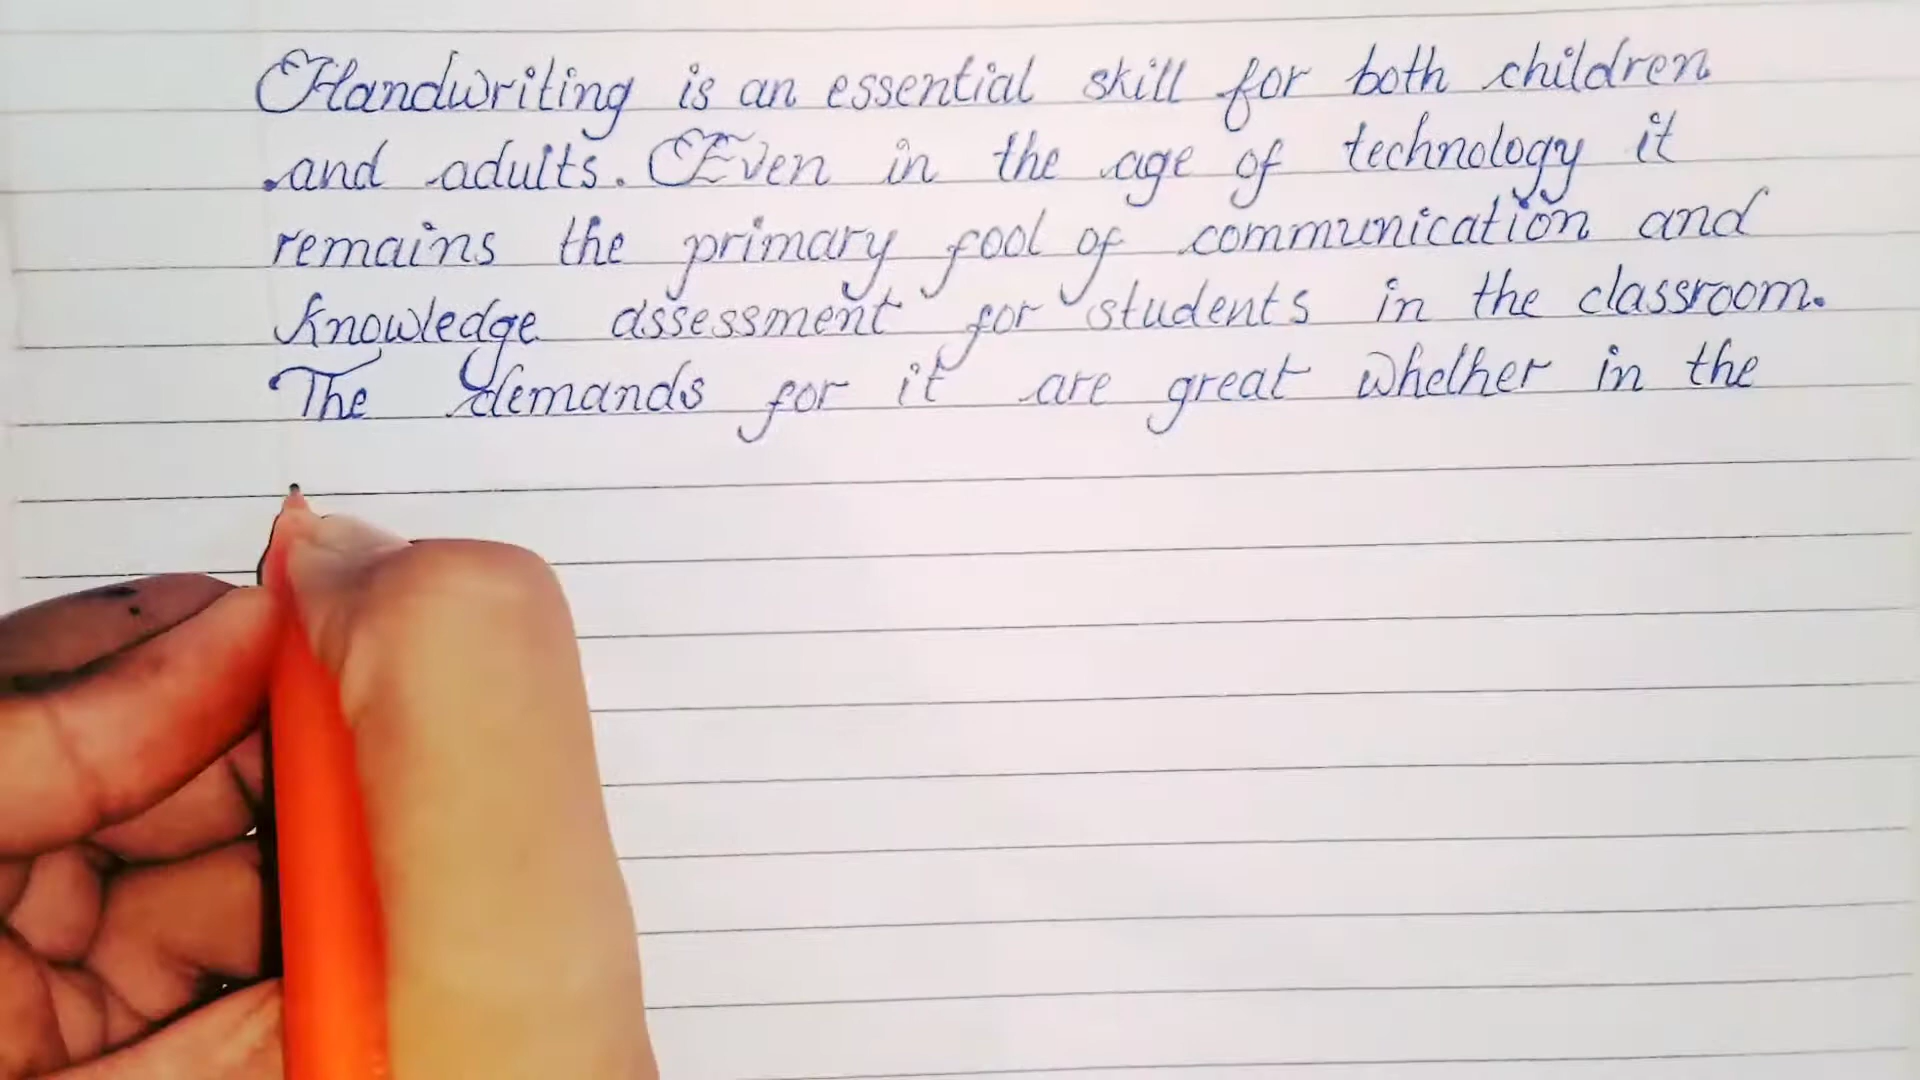 Handwriting is an essential skill for both children
and adults. Even in the age of technology it
remains the primary fool of communication and
knowledge assessment for students in the classroom.
The demands for it are great whether in the